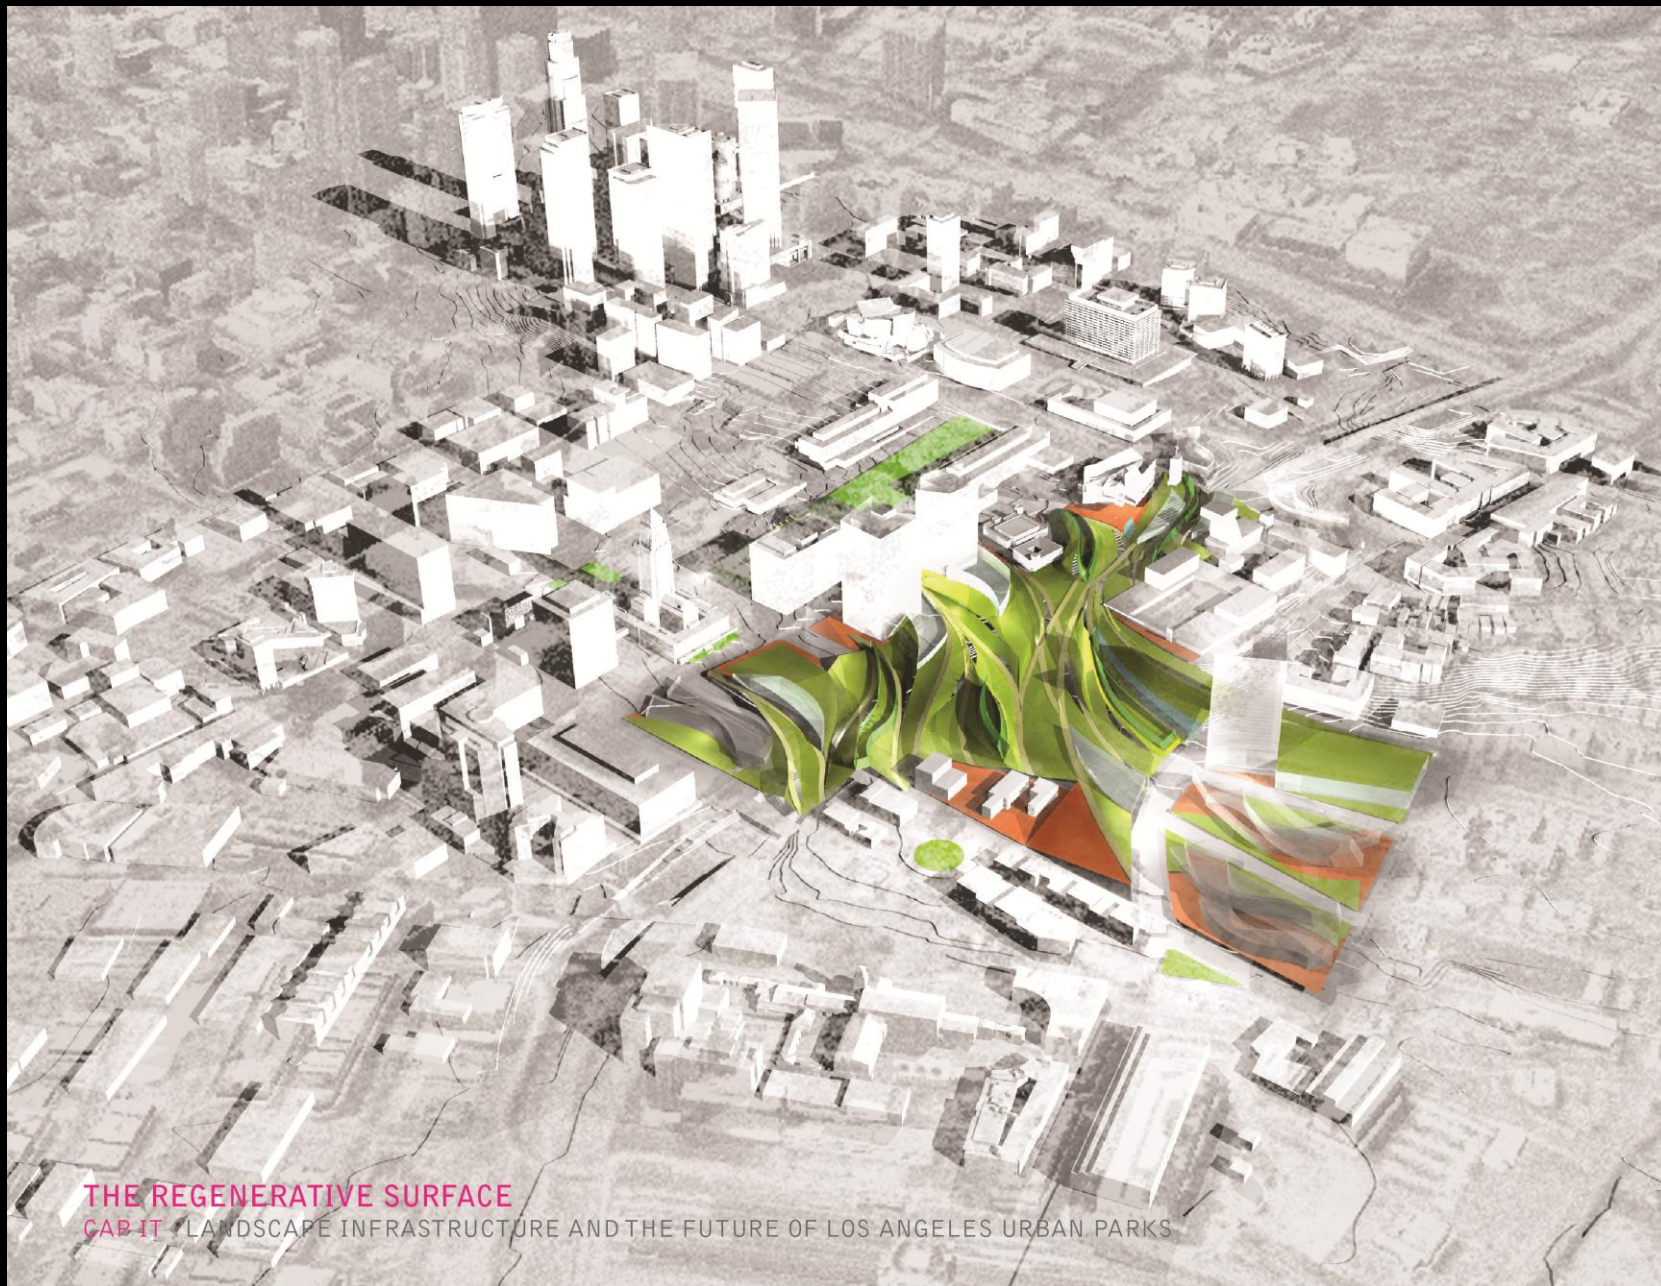 THE REGENERATIVE SURFACE
CAP IT : LANDSCAPE INFRASTRUCTURE AND THE FUTURE OF LOS ANGELES URBAN PARKS